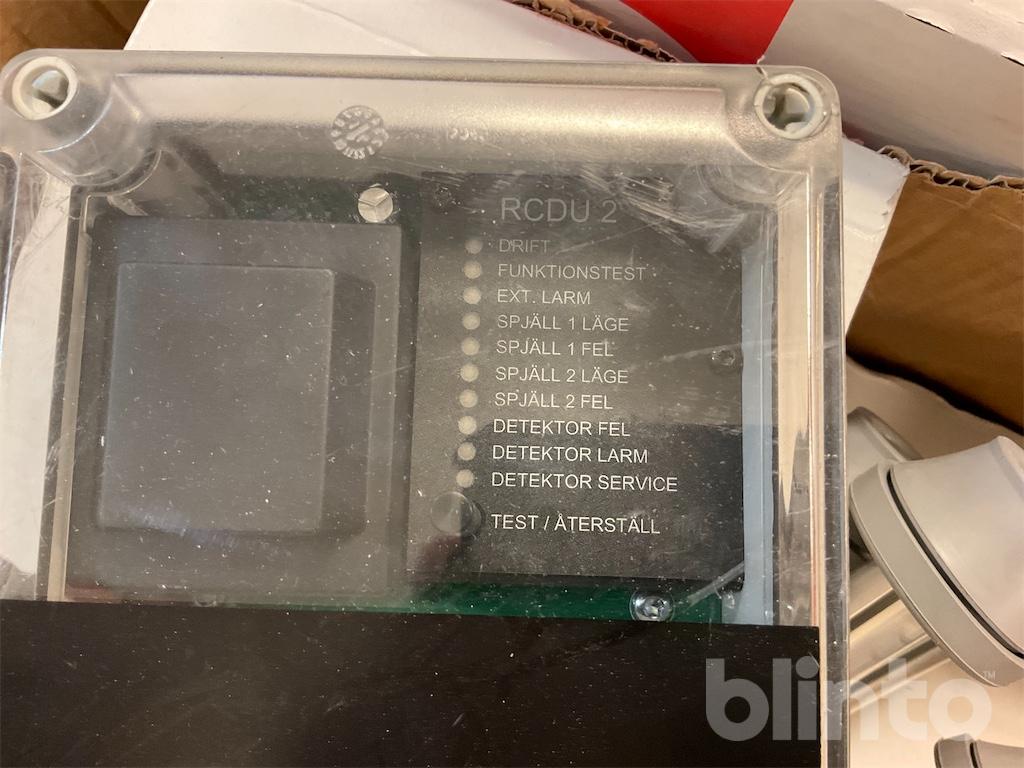 RCDU 2
DRIFT
FUNKTIONSTEST
EXT. LARM
SPJÄLL 1 LÄGE
SPJÄLL 1 FEL
SPJÄLL 2 LÄGE
SPJÄLL 2 FEL
DETEKTOR FEL
DETEKTOR LARM
DETEKTOR SERVICE
TEST / ÅTERSTÄLL
blinto™